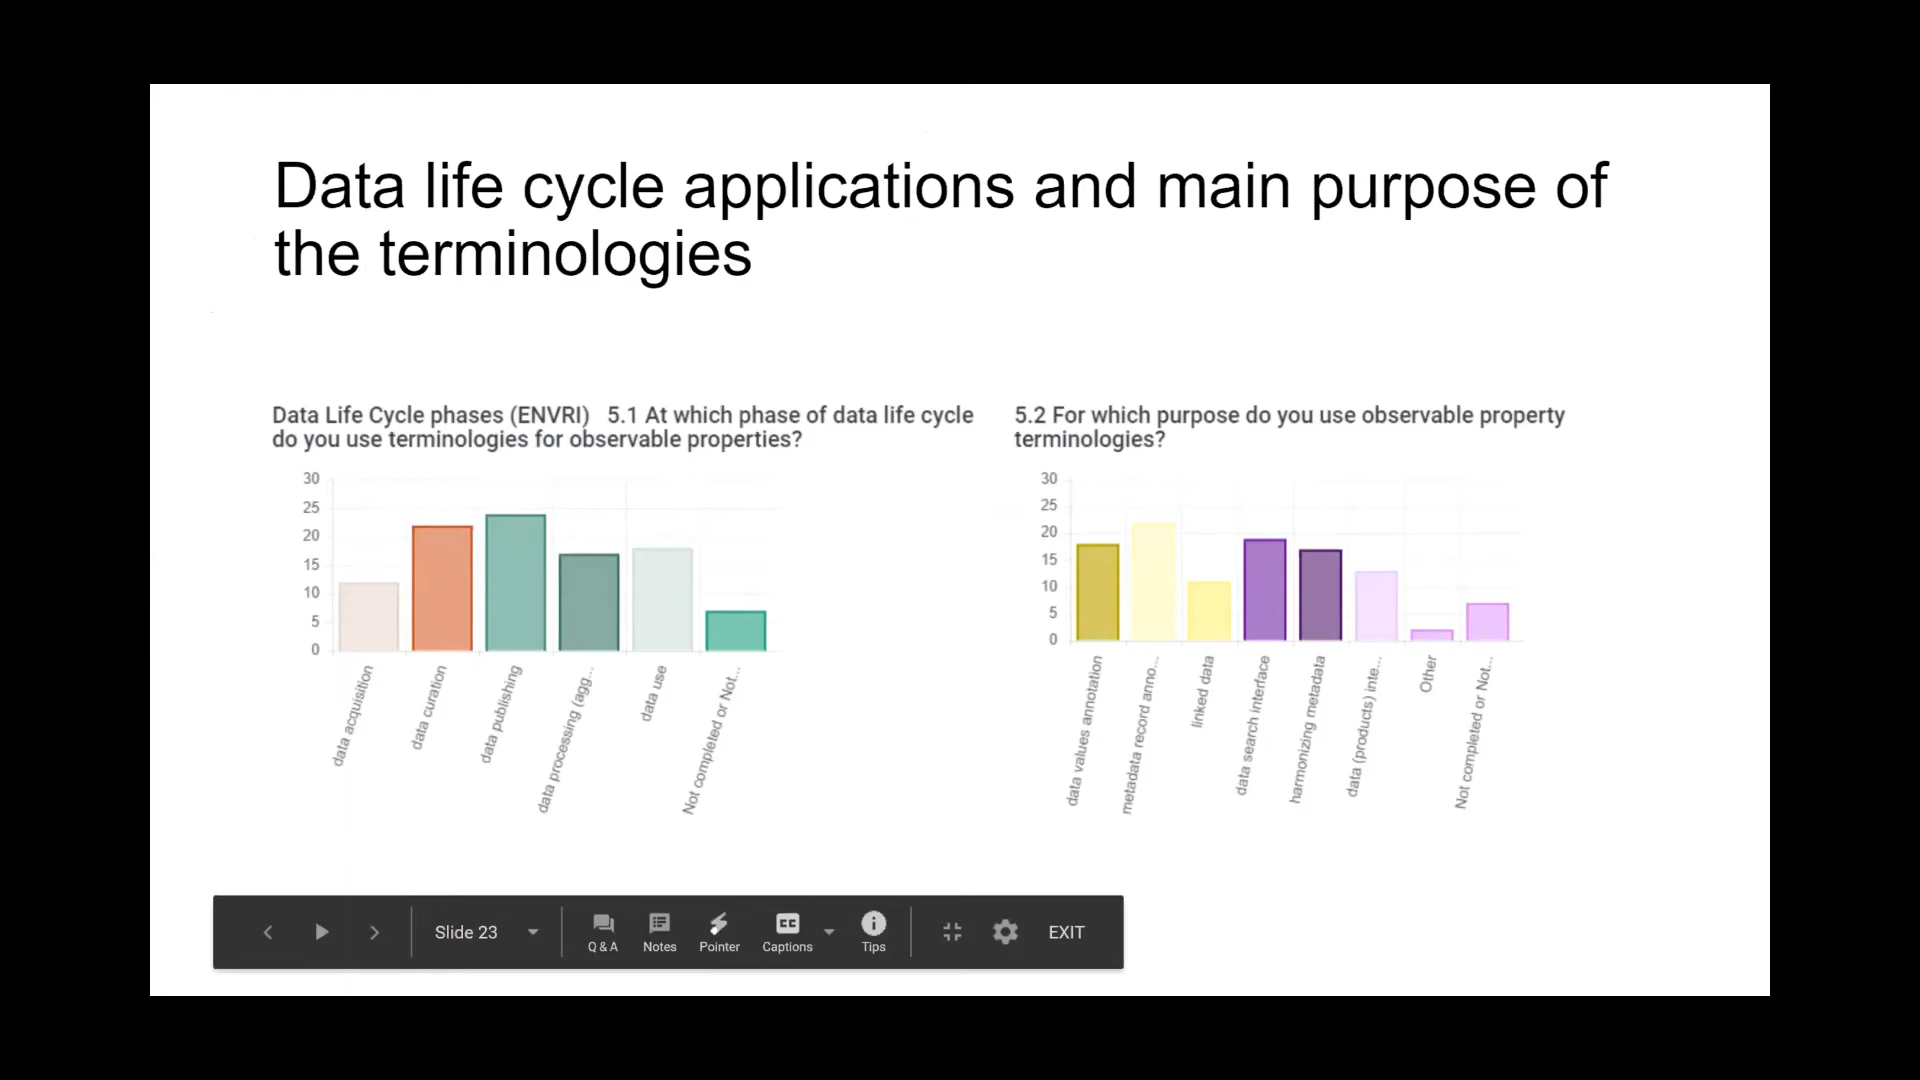 Data life cycle applications and main purpose of
the terminologies
Data Life Cycle phases (ENVRI) 5.1 At which phase of data life cycle
do you use terminologies for observable properties?
30
25
20
15
10
5
0
data acquisition
data curation
data publishing
data processing (agg...
data use
Not completed or Not...
5.2 For which purpose do you use observable property
terminologies?
30
25
20
15
10
5
0
data values annotation
metadata record anno...
linked data
data search interface
harmonizing metadata
data (products) inte...
Other
Not completed or Not...
Slide 23
Q & A
Notes
Pointer
CC
Captions
Tips
EXIT